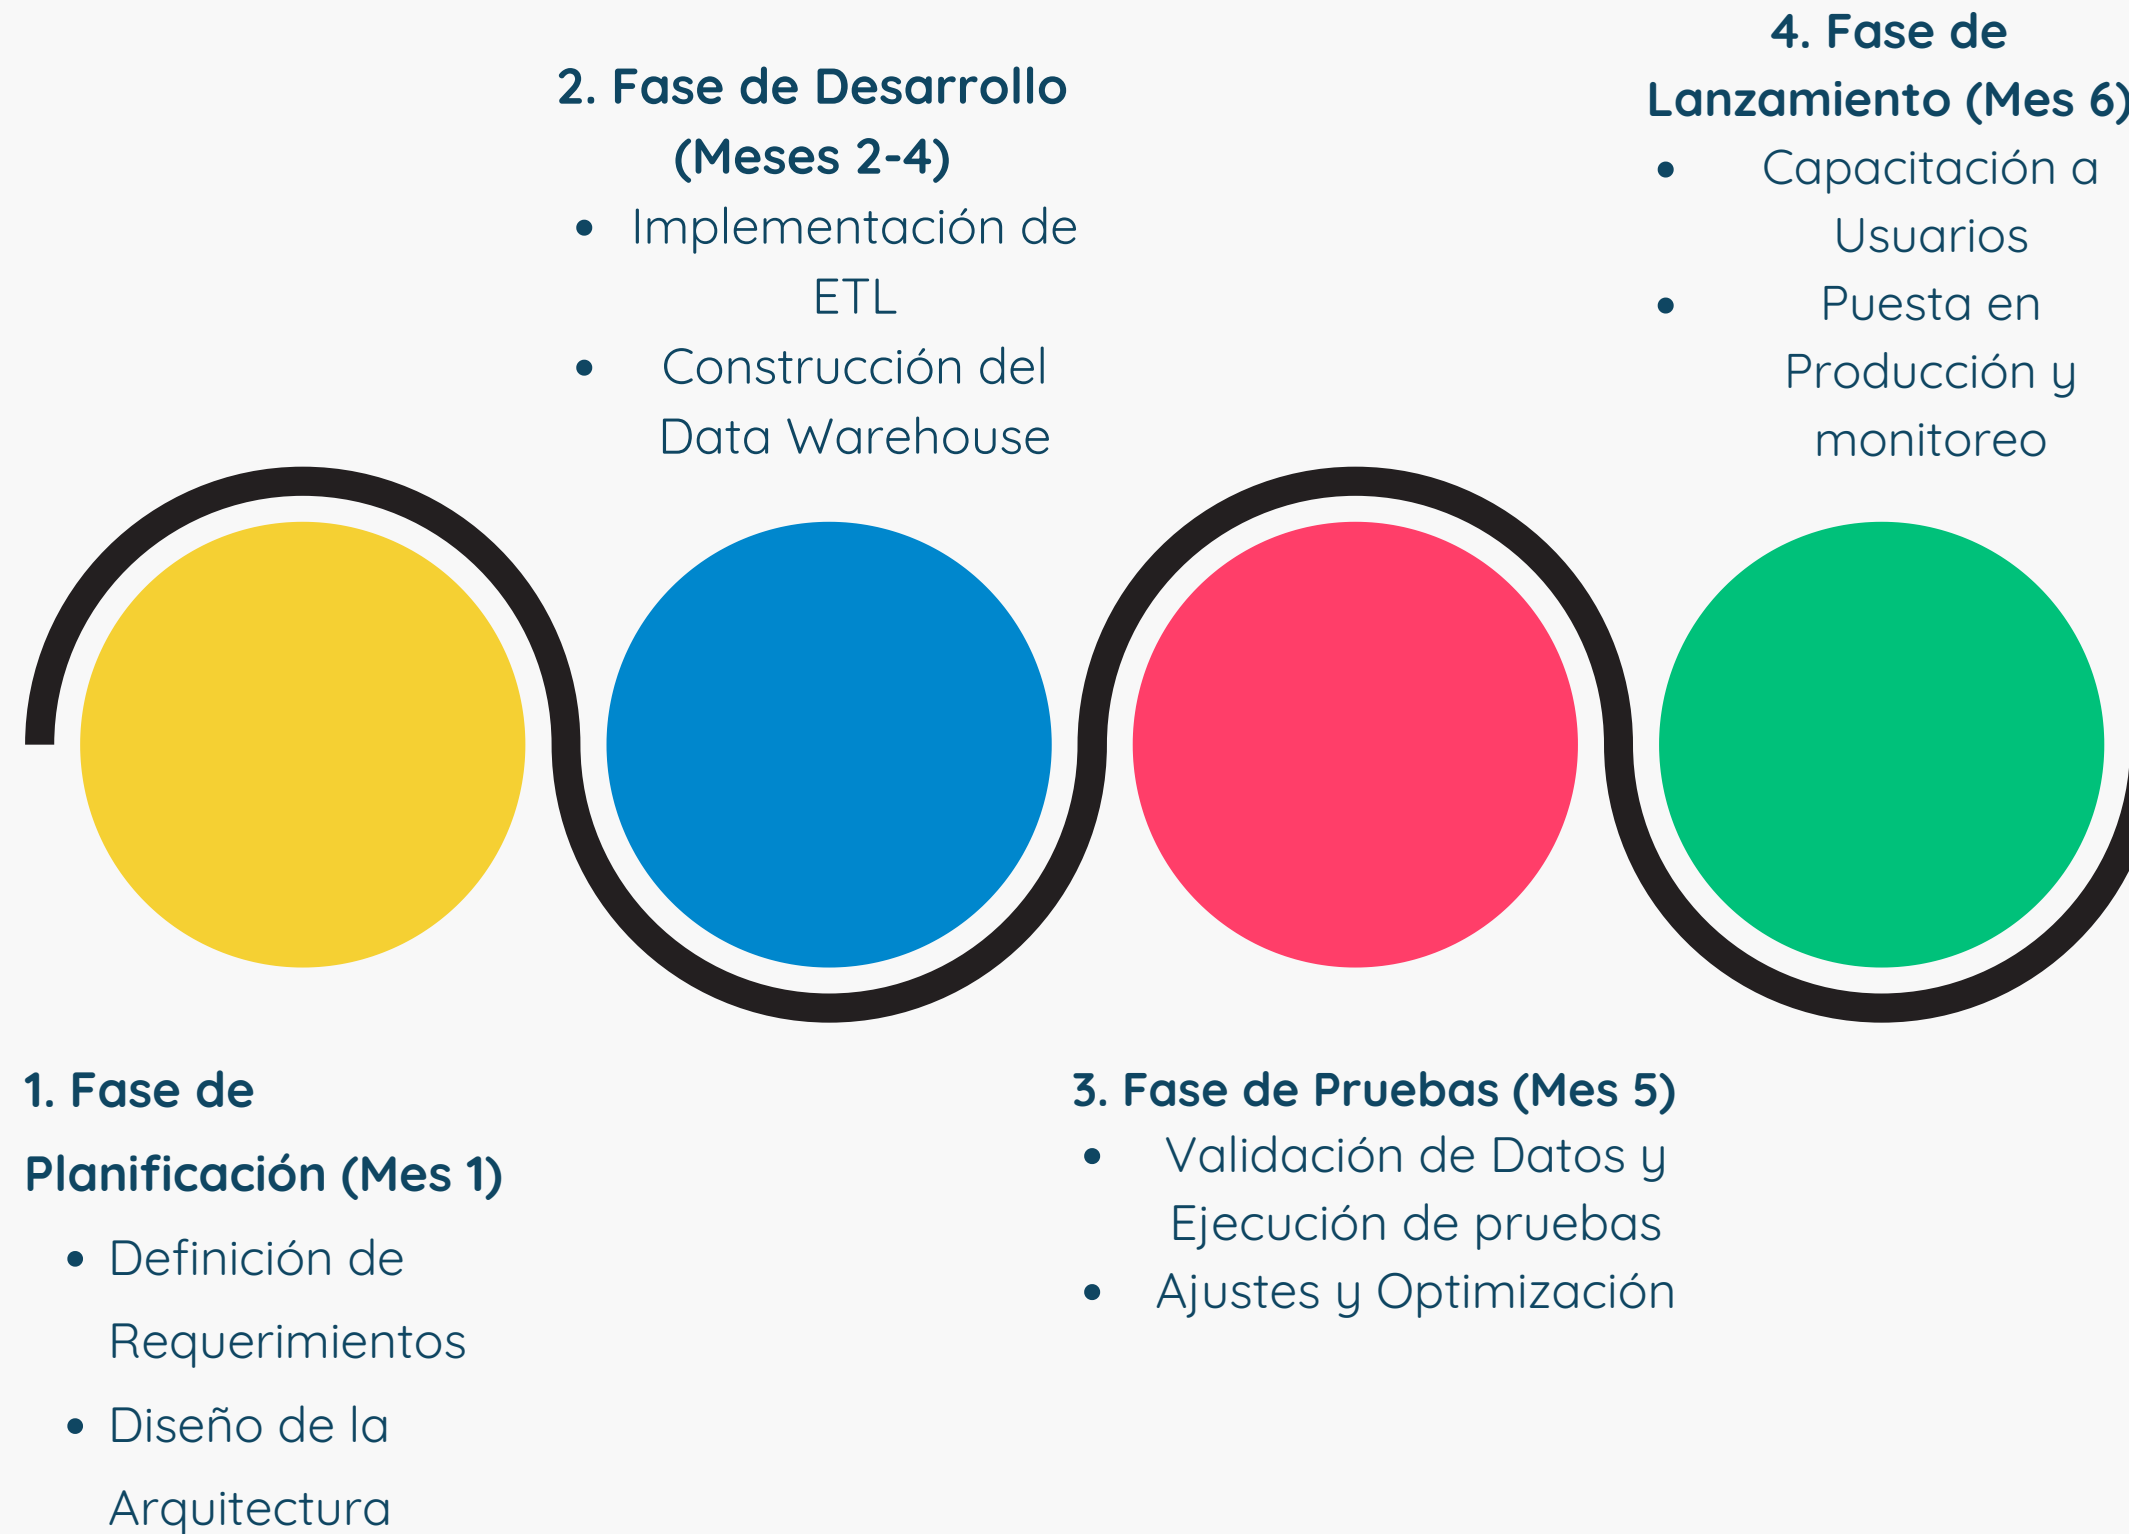 1. Fase de
Planificación (Mes 1)
• Definición de
Requerimientos
• Diseño de la
Arquitectura
2. Fase de Desarrollo
(Meses 2-4)
• Implementación de
ETL
• Construcción del
Data Warehouse
3. Fase de Pruebas (Mes 5)
• Validación de Datos y
Ejecución de pruebas
• Ajustes y Optimización
4. Fase de
Lanzamiento (Mes 6)
• Capacitación a
Usuarios
• Puesta en
Producción y
monitoreo